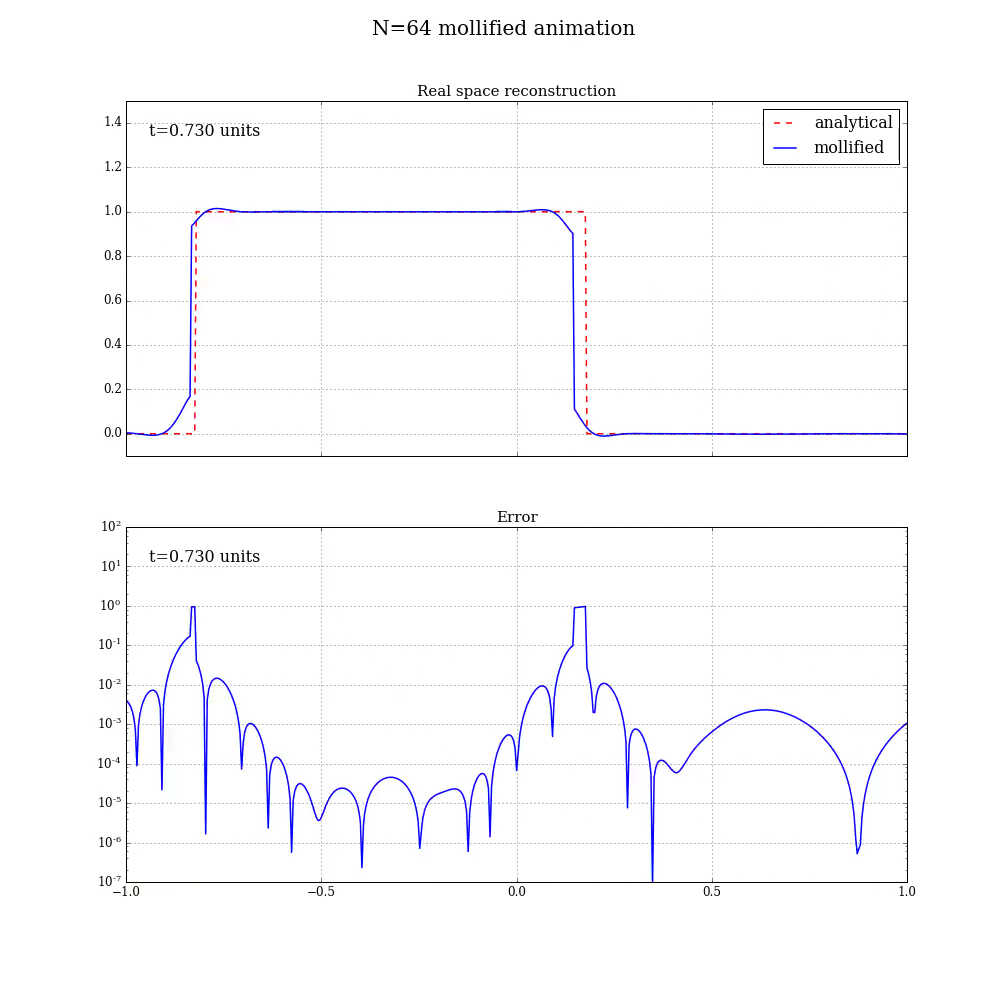 N=64 mollified animation
Real space reconstruction
t=0.730 units
analytical
mollified
1.4
1.2
1.0
0.8
0.6
0.4
0.2
0.0
Error
t=0.730 units
10²
10¹
10⁰
10⁻¹
10⁻²
10⁻³
10⁻⁴
10⁻⁵
10⁻⁶
10⁻⁷
−1.0 −0.5 0.0 0.5 1.0